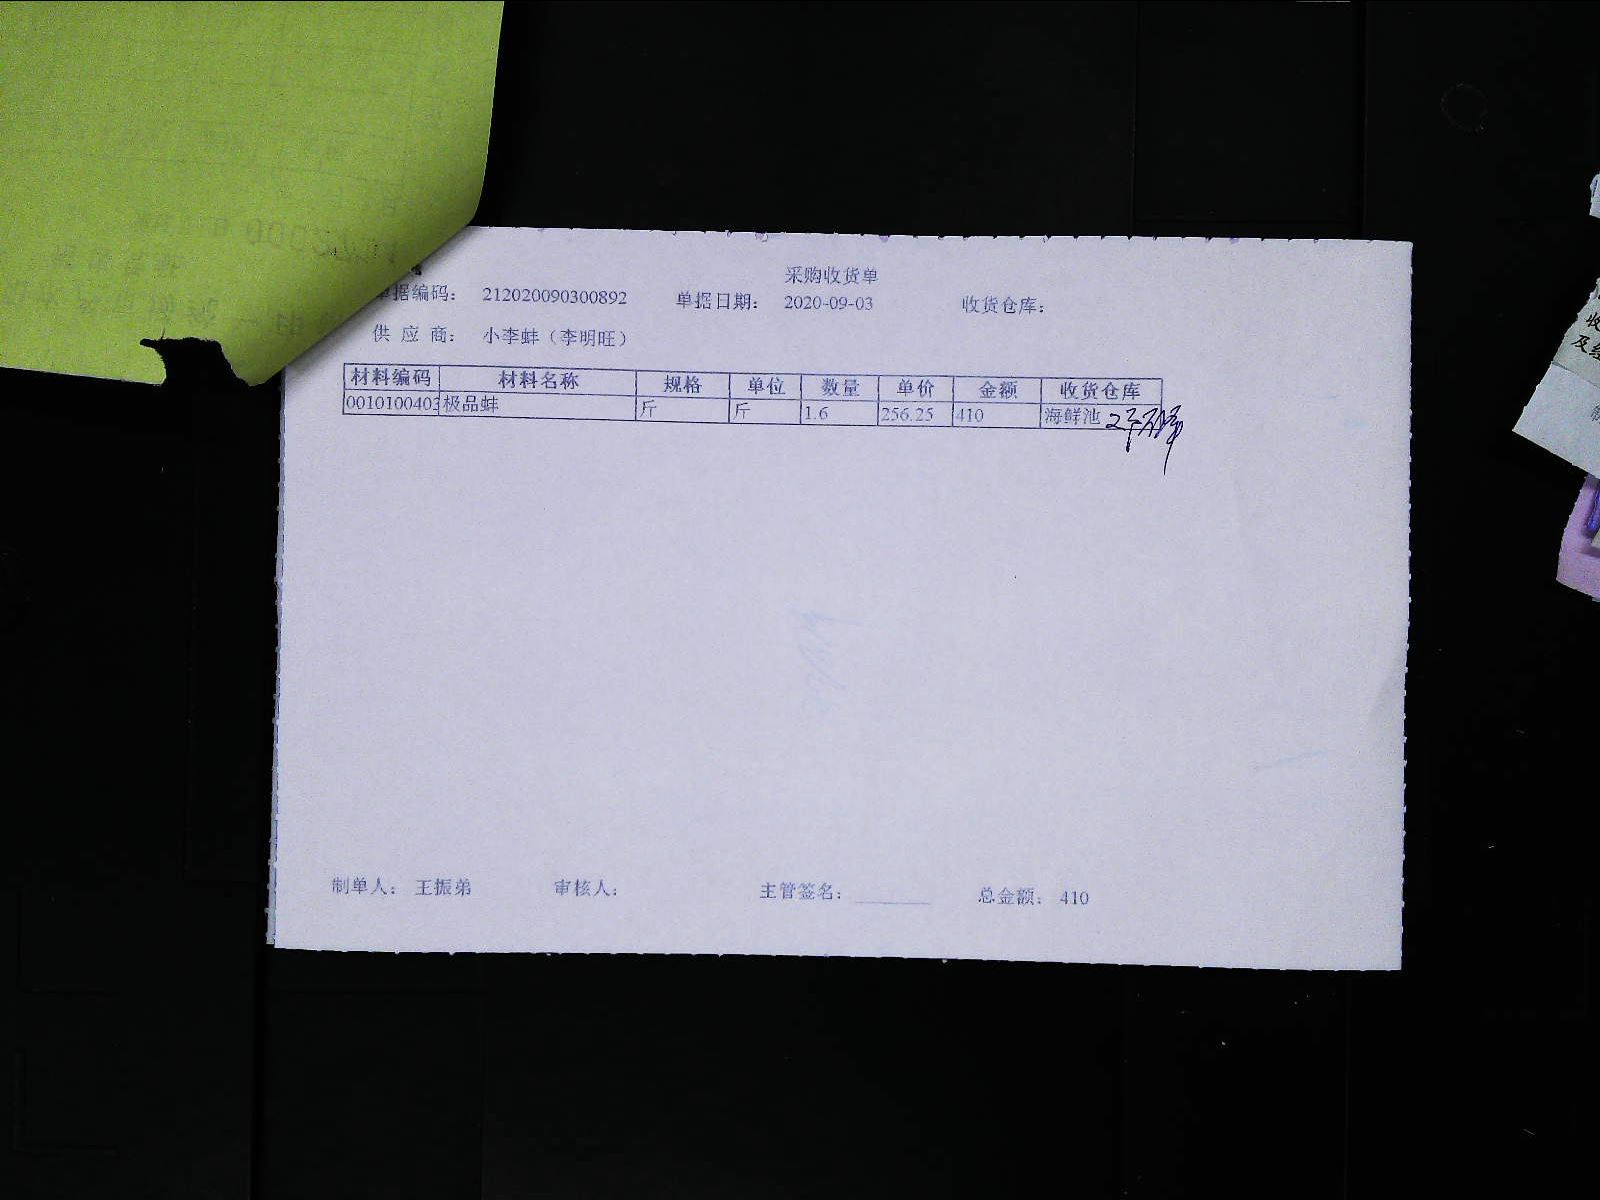 采购收货单
单据编码： 212020090300892 单据日期： 2020-09-03 收货仓库：
供 应 商： 小李蚌（李明旺）
材料编码 材料名称 规格 单位 数量 单价 金额 收货仓库
0010100403 极品蚌 斤 斤 1.6 256.25 410 海鲜池
制单人： 王振弟 审核人： 主管签名： 总金额： 410
收
及经